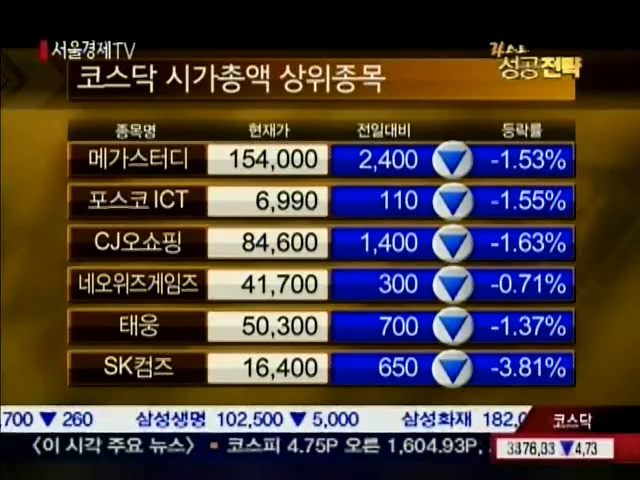 서울경제TV
성공전략
코스닥 시가총액 상위종목
종목명 현재가 전일대비 등락률
메가스터디 154,000 2,400 ▼ -1.53%
포스코 ICT 6,990 110 ▼ -1.55%
CJ오쇼핑 84,600 1,400 ▼ -1.63%
네오위즈게임즈 41,700 300 ▼ -0.71%
태웅 50,300 700 ▼ -1.37%
SK컴즈 16,400 650 ▼ -3.81%
,700 ▼ 260 삼성생명 102,500 ▼ 5,000 삼성화재 182,0
코스닥
〈이 시각 주요 뉴스〉 ▪ 코스피 4.75P 오른 1,604.93P,
▼4,73